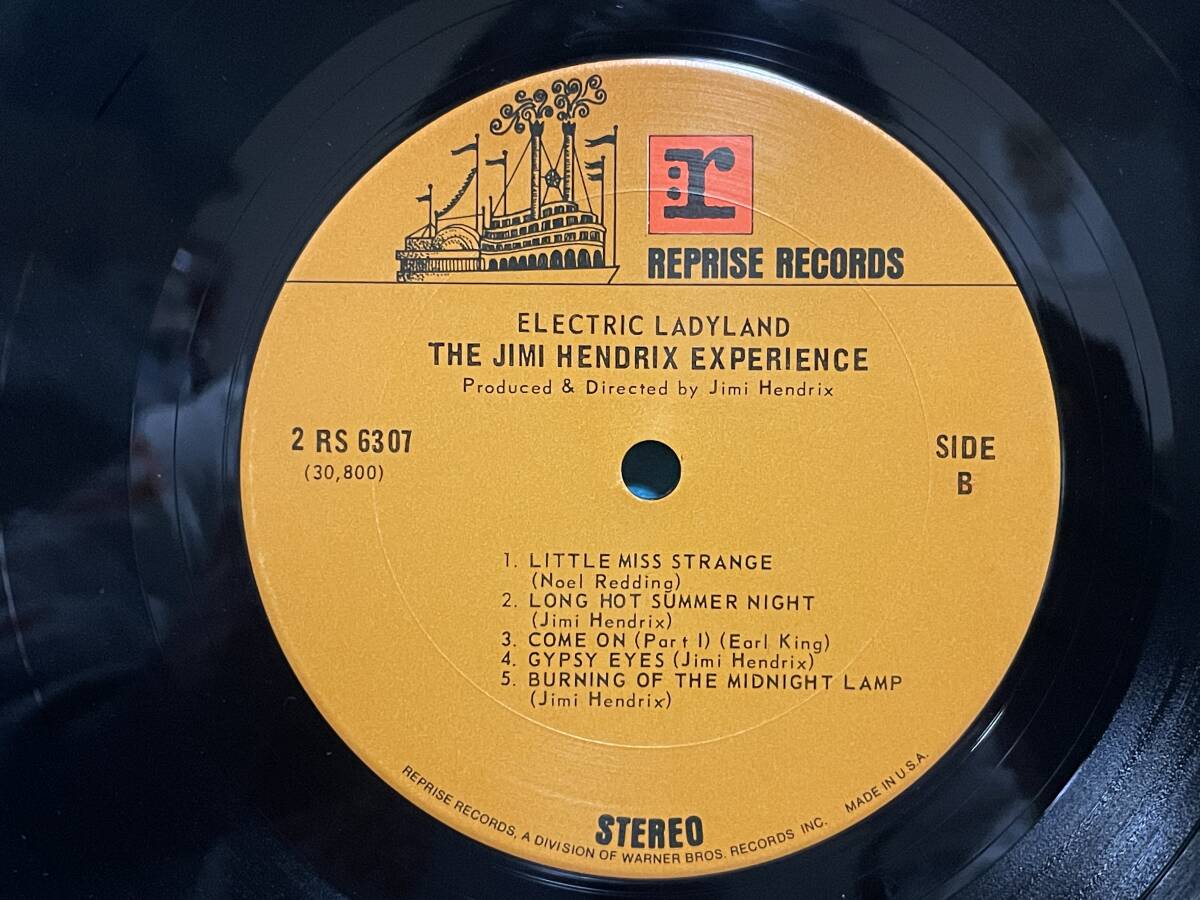 r
REPRISE RECORDS
ELECTRIC LADYLAND
THE JIMI HENDRIX EXPERIENCE
Produced & Directed by Jimi Hendrix
2 RS 6307
(30,800)
SIDE
B
1. LITTLE MISS STRANGE
(Noel Redding)
2. LONG HOT SUMMER NIGHT
(Jimi Hendrix)
3. COME ON (Part I) (Earl King)
4. GYPSY EYES (Jimi Hendrix)
5. BURNING OF THE MIDNIGHT LAMP
(Jimi Hendrix)
STEREO
REPRISE RECORDS, A DIVISION OF WARNER BROS. RECORDS INC. MADE IN U.S.A.